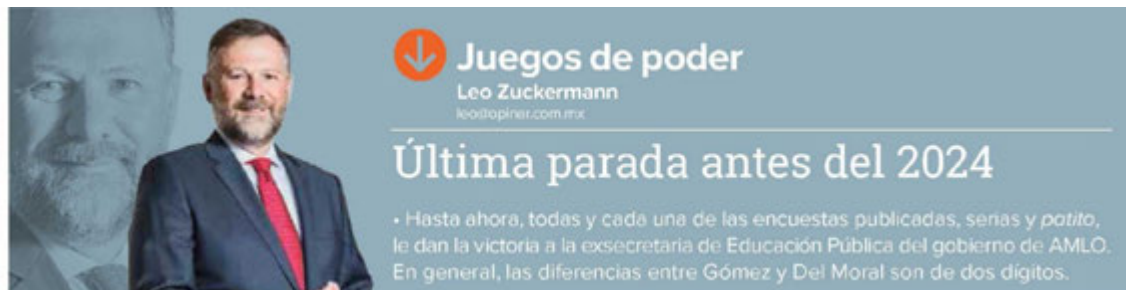 Juegos de poder
Leo Zuckermann
leo@opinar.com.mx
Última parada antes del 2024
• Hasta ahora, todas y cada una de las encuestas publicadas, serias y patito,
le dan la victoria a la exsecretaria de Educación Pública del gobierno de AMLO.
En general, las diferencias entre Gómez y Del Moral son de dos dígitos.